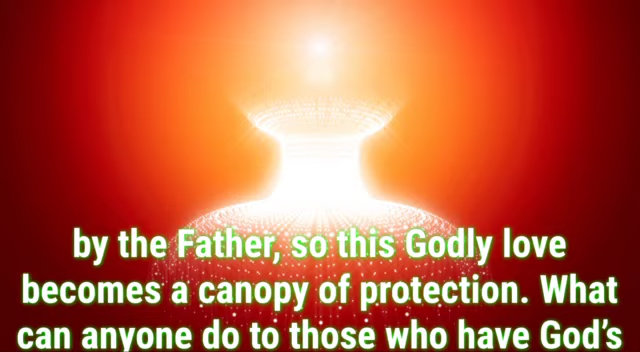 by the Father, so this Godly love
becomes a canopy of protection. What
can anyone do to those who have God’s